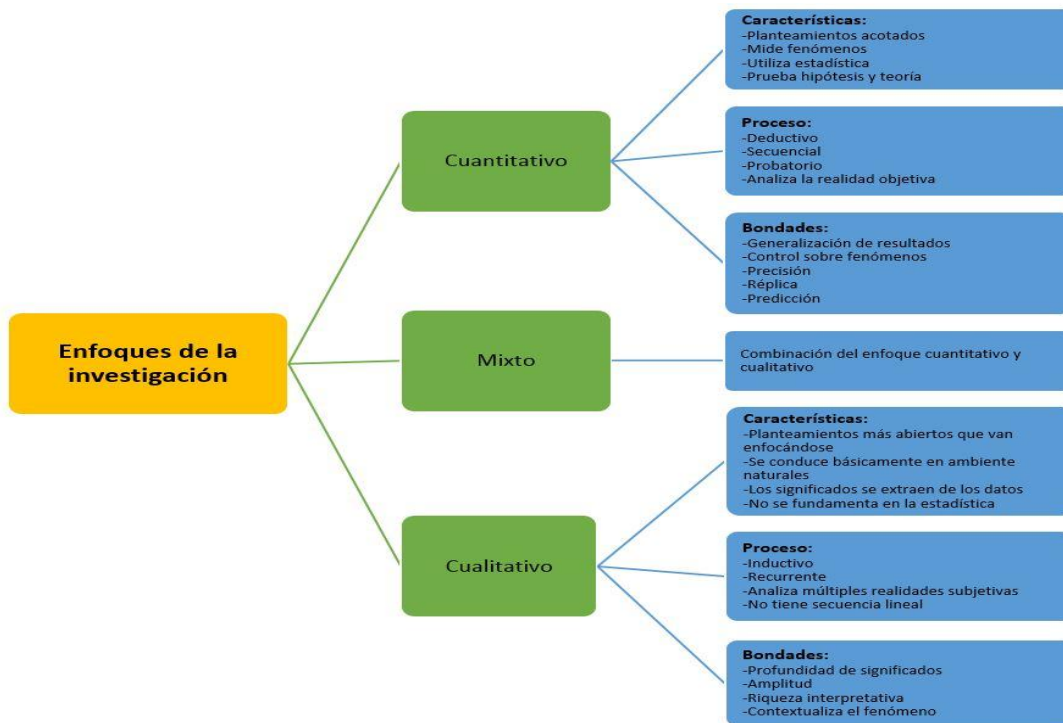 Enfoques de la
investigación
Cuantitativo
Características:
-Planteamientos acotados
-Mide fenómenos
-Utiliza estadística
-Prueba hipótesis y teoría
Proceso:
-Deductivo
-Secuencial
-Probatorio
-Analiza la realidad objetiva
Bondades:
-Generalización de resultados
-Control sobre fenómenos
-Precisión
-Réplica
-Predicción
Mixto
Combinación del enfoque cuantitativo y
cualitativo
Cualitativo
Características:
-Planteamientos más abiertos que van
enfocándose
-Se conduce básicamente en ambiente
naturales
-Los significados se extraen de los datos
-No se fundamenta en la estadística
Proceso:
-Inductivo
-Recurrente
-Analiza múltiples realidades subjetivas
-No tiene secuencia lineal
Bondades:
-Profundidad de significados
-Amplitud
-Riqueza interpretativa
-Contextualiza el fenómeno